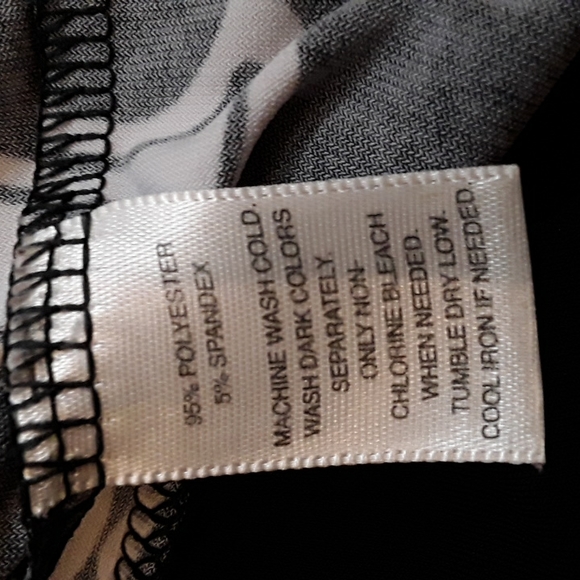 95% POLYESTER
5% SPANDEX
MACHINE WASH COLD.
WASH DARK COLORS
SEPARATELY.
ONLY NON-
CHLORINE BLEACH
WHEN NEEDED.
TUMBLE DRY LOW.
COOL IRON IF NEEDED.